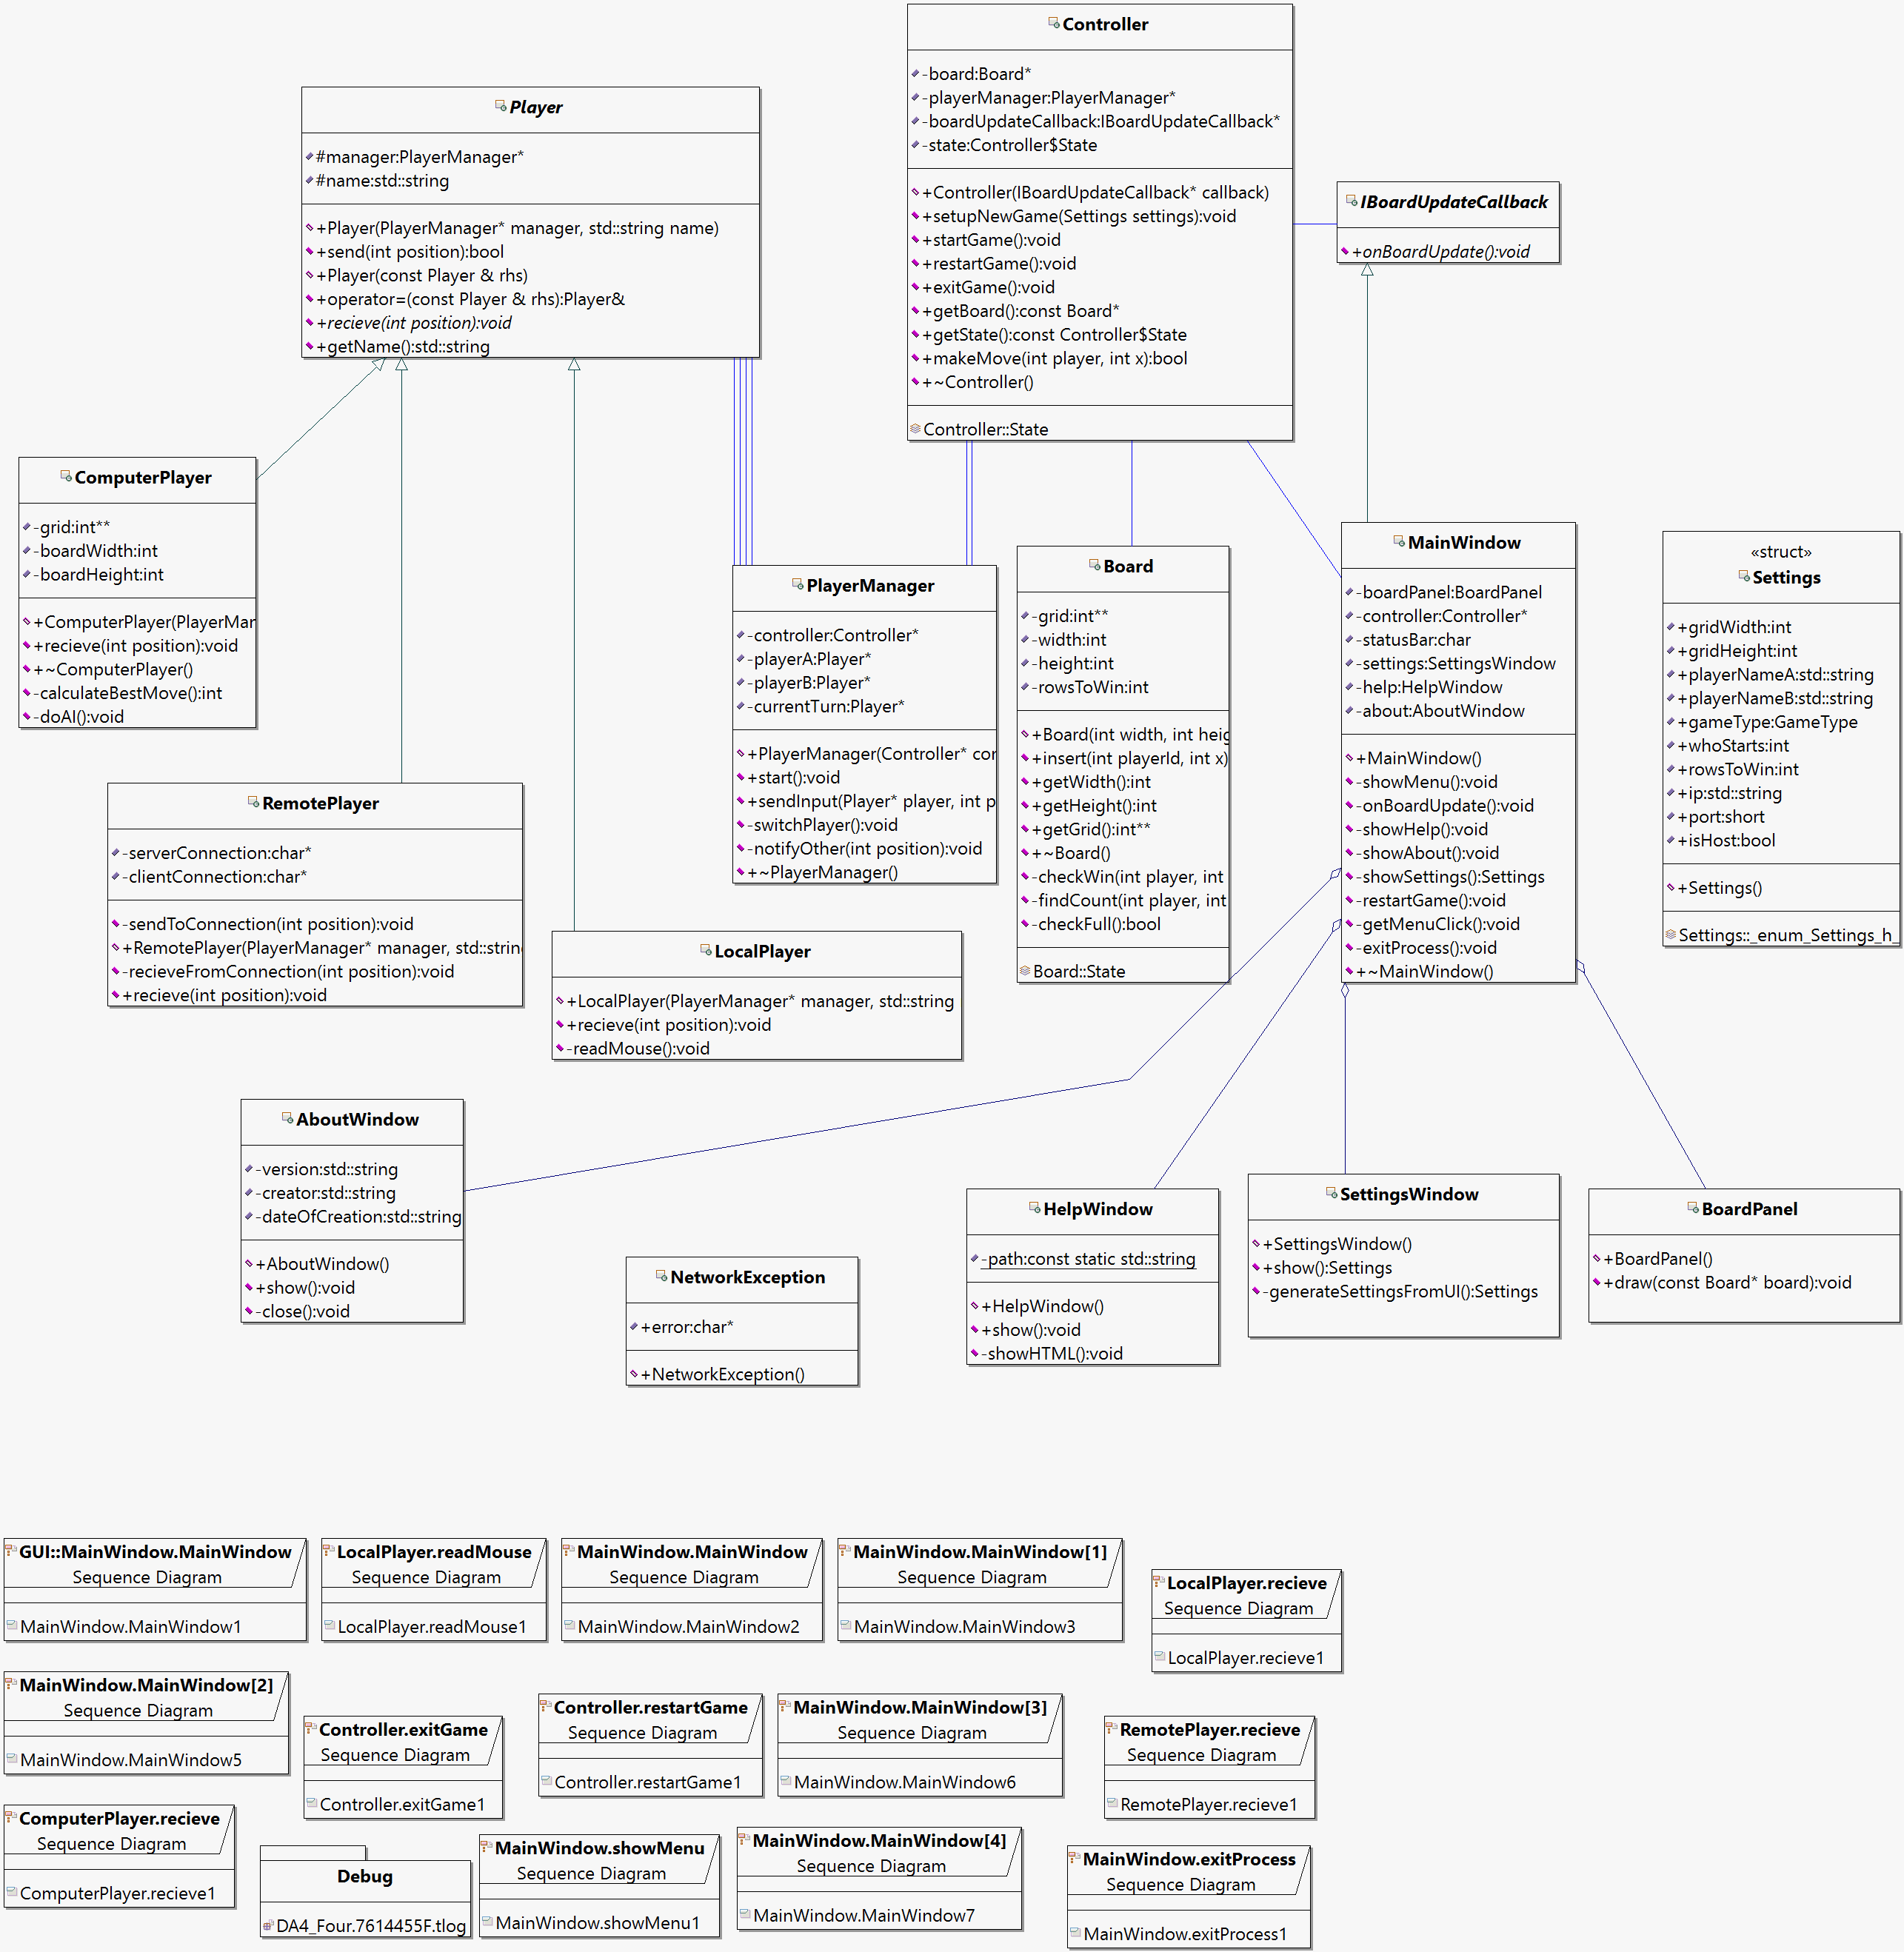 Controller
-board:Board*
-playerManager:PlayerManager*
-boardUpdateCallback:IBoardUpdateCallback*
-state:Controller$State
+Controller(IBoardUpdateCallback* callback)
+setupNewGame(Settings settings):void
+startGame():void
+restartGame():void
+exitGame():void
+getBoard():const Board*
+getState():const Controller$State
+makeMove(int player, int x):bool
+~Controller()
Controller::State
Player
#manager:PlayerManager*
#name:std::string
+Player(PlayerManager* manager, std::string name)
+send(int position):bool
+Player(const Player & rhs)
+operator=(const Player & rhs):Player&
+recieve(int position):void
+getName():std::string
IBoardUpdateCallback
+onBoardUpdate():void
ComputerPlayer
-grid:int**
-boardWidth:int
-boardHeight:int
+ComputerPlayer(PlayerMar
+recieve(int position):void
+~ComputerPlayer()
-calculateBestMove():int
-doAI():void
PlayerManager
-controller:Controller*
-playerA:Player*
-playerB:Player*
-currentTurn:Player*
+PlayerManager(Controller* cor
+start():void
+sendInput(Player* player, int p
-switchPlayer():void
-notifyOther(int position):void
+~PlayerManager()
Board
-grid:int**
-width:int
-height:int
-rowsToWin:int
+Board(int width, int heig
+insert(int playerId, int x)
+getWidth():int
+getHeight():int
+getGrid():int**
+~Board()
-checkWin(int player, int
-findCount(int player, int
-checkFull():bool
Board::State
MainWindow
-boardPanel:BoardPanel
-controller:Controller*
-statusBar:char
-settings:SettingsWindow
-help:HelpWindow
-about:AboutWindow
+MainWindow()
-showMenu():void
-onBoardUpdate():void
-showHelp():void
-showAbout():void
-showSettings():Settings
-restartGame():void
-getMenuClick():void
-exitProcess():void
+~MainWindow()
«struct»
Settings
+gridWidth:int
+gridHeight:int
+playerNameA:std::string
+playerNameB:std::string
+gameType:GameType
+whoStarts:int
+rowsToWin:int
+ip:std::string
+port:short
+isHost:bool
+Settings()
Settings::_enum_Settings_h_
RemotePlayer
-serverConnection:char*
-clientConnection:char*
-sendToConnection(int position):void
+RemotePlayer(PlayerManager* manager, std::strin
-recieveFromConnection(int position):void
+recieve(int position):void
LocalPlayer
+LocalPlayer(PlayerManager* manager, std::string
+recieve(int position):void
-readMouse():void
AboutWindow
-version:std::string
-creator:std::string
-dateOfCreation:std::string
+AboutWindow()
+show():void
-close():void
NetworkException
+error:char*
+NetworkException()
HelpWindow
-path:const static std::string
+HelpWindow()
+show():void
-showHTML():void
SettingsWindow
+SettingsWindow()
+show():Settings
-generateSettingsFromUI():Settings
BoardPanel
+BoardPanel()
+draw(const Board* board):void
GUI::MainWindow.MainWindow
Sequence Diagram
MainWindow.MainWindow1
LocalPlayer.readMouse
Sequence Diagram
LocalPlayer.readMouse1
MainWindow.MainWindow
Sequence Diagram
MainWindow.MainWindow2
MainWindow.MainWindow[1]
Sequence Diagram
MainWindow.MainWindow3
LocalPlayer.recieve
Sequence Diagram
LocalPlayer.recieve1
MainWindow.MainWindow[2]
Sequence Diagram
MainWindow.MainWindow5
Controller.exitGame
Sequence Diagram
Controller.exitGame1
Controller.restartGame
Sequence Diagram
Controller.restartGame1
MainWindow.MainWindow[3]
Sequence Diagram
MainWindow.MainWindow6
RemotePlayer.recieve
Sequence Diagram
RemotePlayer.recieve1
ComputerPlayer.recieve
Sequence Diagram
ComputerPlayer.recieve1
Debug
DA4_Four.7614455F.tlog
MainWindow.showMenu
Sequence Diagram
MainWindow.showMenu1
MainWindow.MainWindow[4]
Sequence Diagram
MainWindow.MainWindow7
MainWindow.exitProcess
Sequence Diagram
MainWindow.exitProcess1